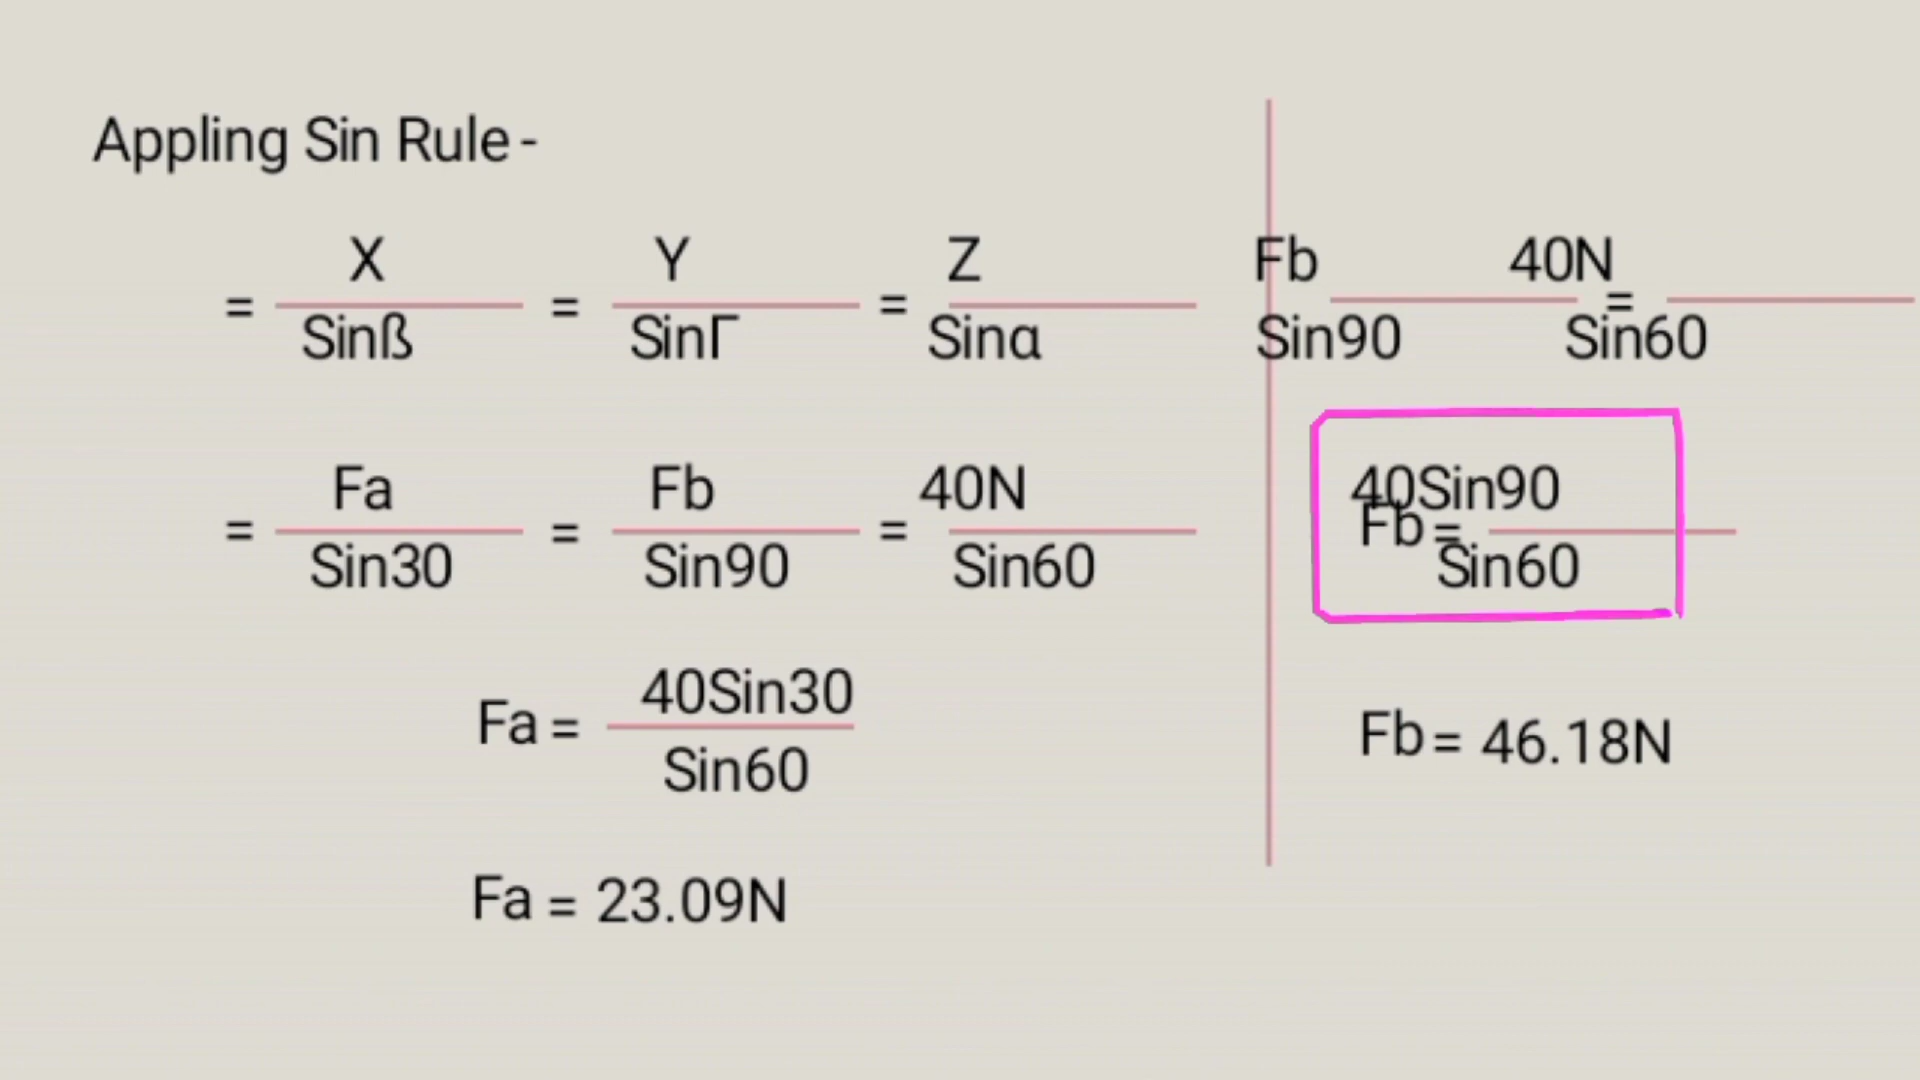 Appling Sin Rule -
= X/Sinß = Y/SinΓ = Z/Sinα
= Fa/Sin30 = Fb/Sin90 = 40N/Sin60
Fa = 40Sin30/Sin60
Fa = 23.09N
Fb/Sin90 = 40N/Sin60
Fb = 40Sin90/Sin60
Fb = 46.18N